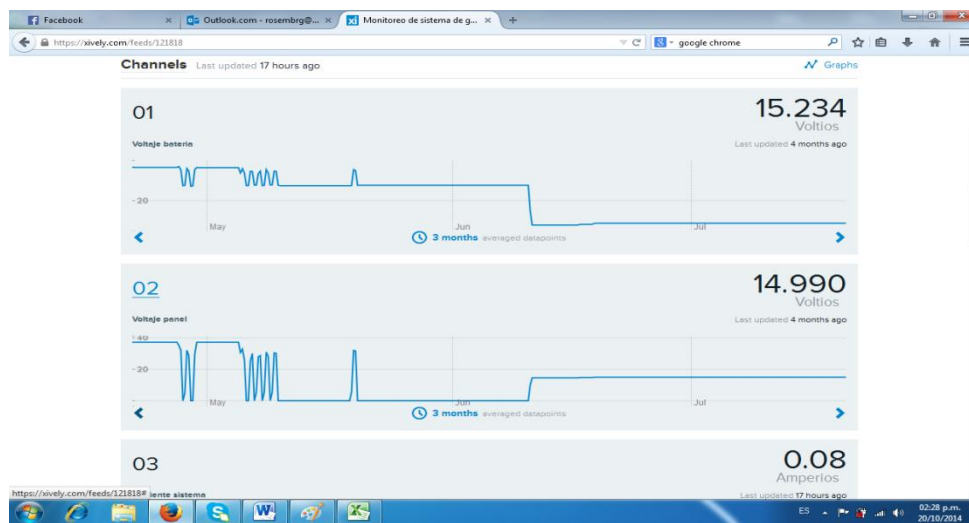 Facebook
Outlook.com - rosembrg@...
Monitoreo de sistema de g...
https://xively.com/feeds/121818
google chrome
Channels Last updated 17 hours ago
Graphs
01
15.234
Voltios
Voltaje bateria
Last updated 4 months ago
- 20
May
Jun
Jul
3 months averaged datapoints
02
14.990
Voltios
Voltaje panel
Last updated 4 months ago
40
- 20
May
Jun
Jul
3 months averaged datapoints
03
0.08
Amperios
https://xively.com/feeds/121818# iente sistema
Last updated 17 hours ago
ES
02:28 p.m.
20/10/2014